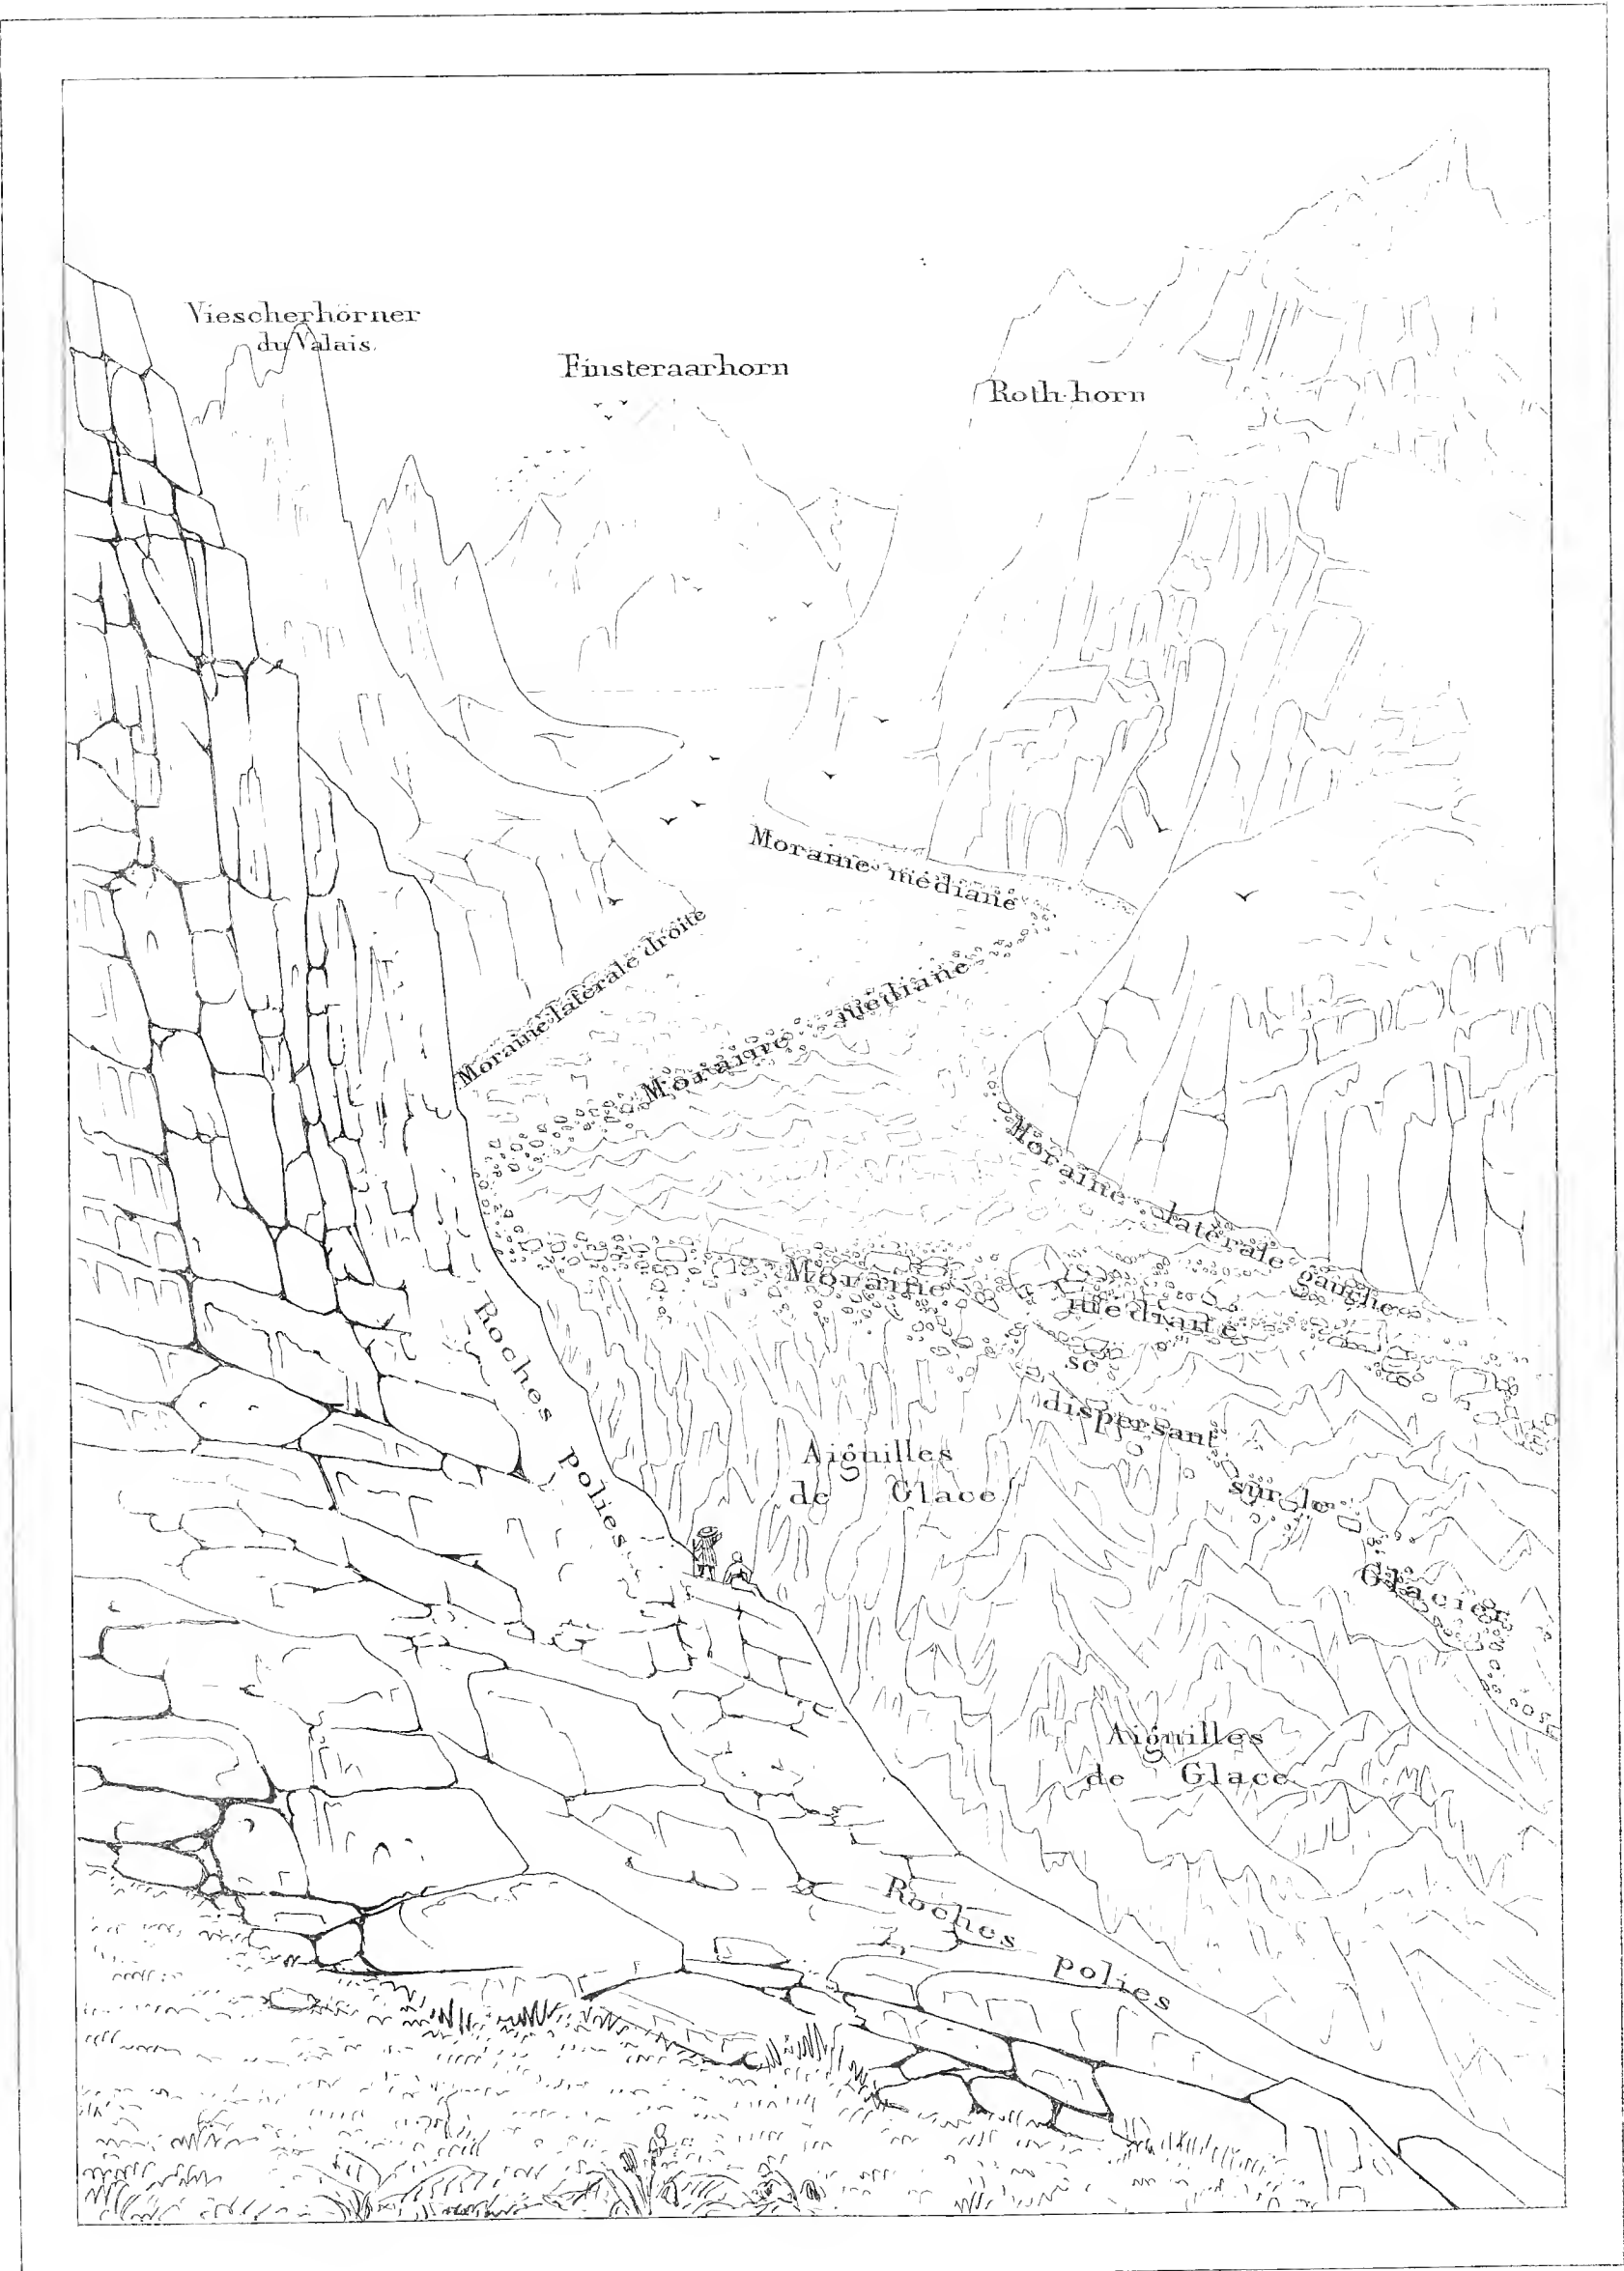 Viescherhörner
du Valais.
Finsteraarhorn
Roth-horn
Moraine médiane
Moraine latérale droite
Moraine médiane
Moraine latérale gauche
Moraine médiane
se
dispersant
sur le
Glacier
Roches polies
Aiguilles
de Glace
Aiguilles
de Glace
Roches polies